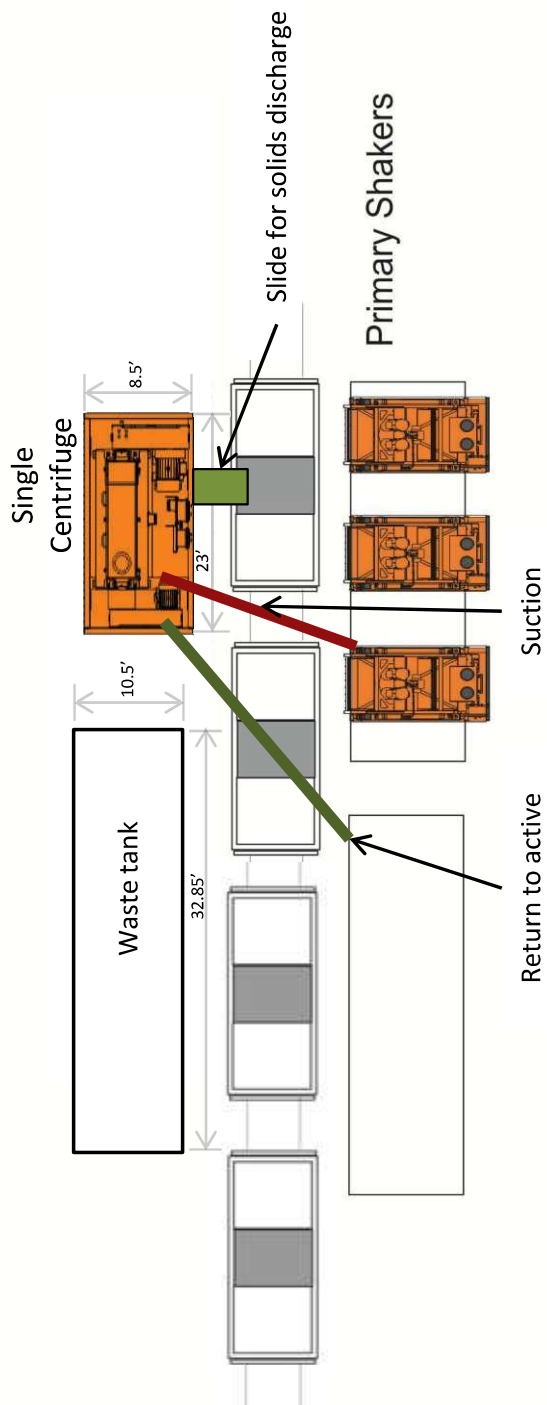 Single
Centrifuge
8.5’
23’
10.5’
Waste tank
32.85’
Slide for solids discharge
Primary Shakers
Suction
Return to active